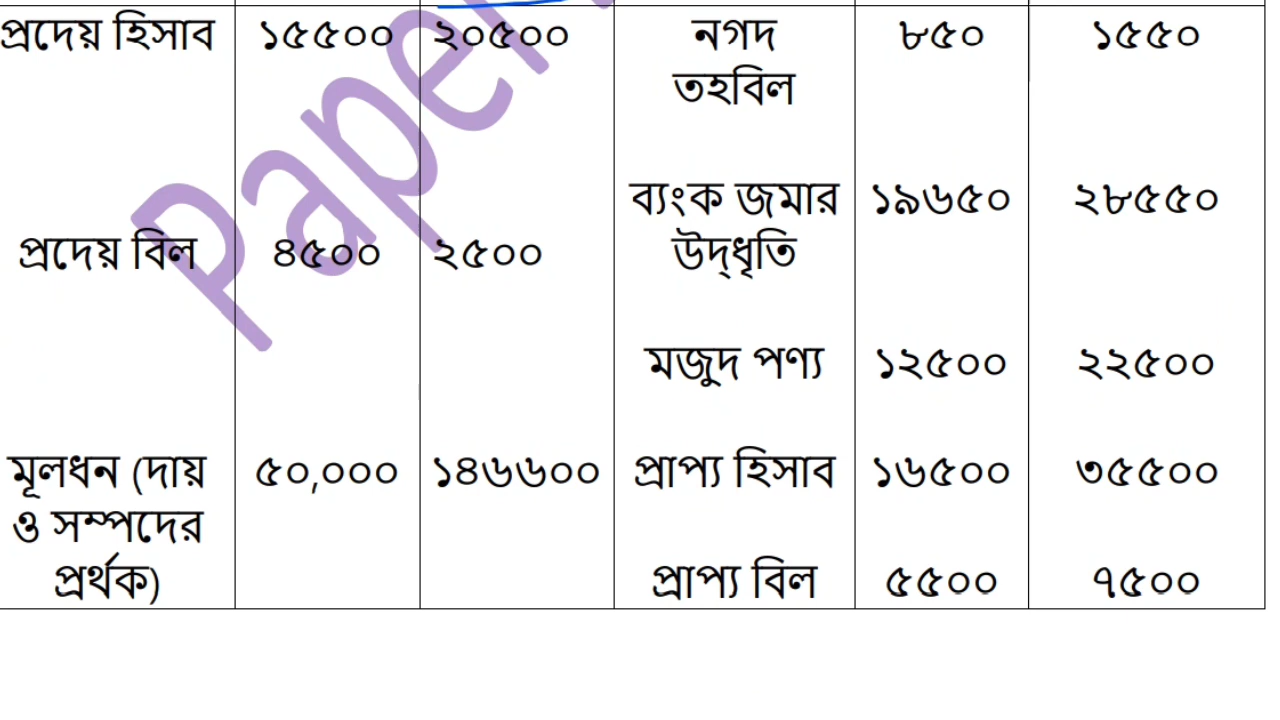 প্রদেয় হিসাব ১৫৫০০ ২০৫০০ নগদ ৮৫০ ১৫৫০
তহবিল
ব্যংক জমার ১৯৬৫০ ২৮৫৫০
প্রদেয় বিল ৪৫০০ ২৫০০ উদ্ধৃতি
মজুদ পণ্য ১২৫০০ ২২৫০০
মূলধন (দায় ৫০,০০০ ১৪৬৬০০ প্রাপ্য হিসাব ১৬৫০০ ৩৫৫০০
ও সম্পদের
প্রর্থক) প্রাপ্য বিল ৫৫০০ ৭৫০০
Paper